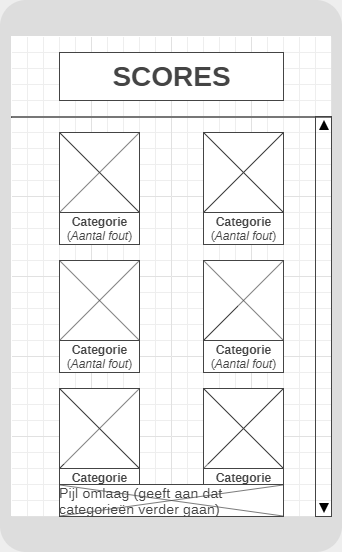 SCORES
Categorie Categorie
(Aantal fout) (Aantal fout)
Categorie Categorie
(Aantal fout) (Aantal fout)
Categorie Categorie
Pijl omlaag (geeft aan dat
categorieën verder gaan)